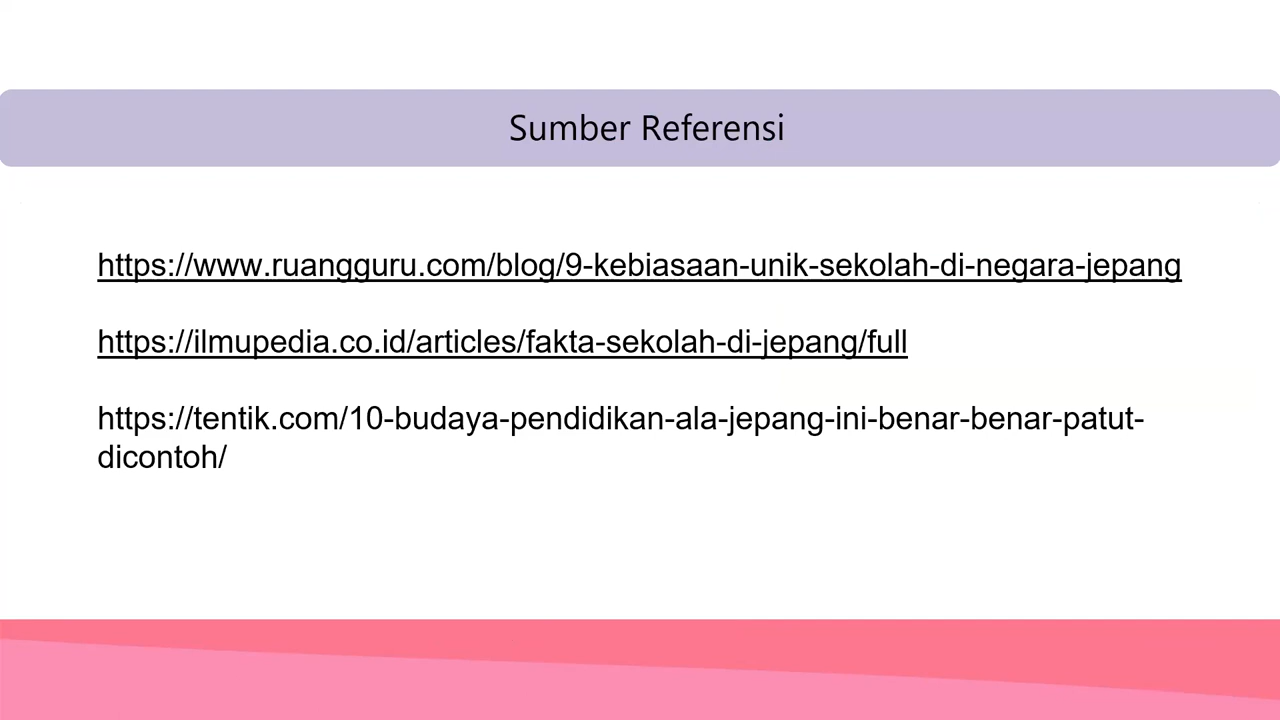 Sumber Referensi
https://www.ruangguru.com/blog/9-kebiasaan-unik-sekolah-di-negara-jepang
https://ilmupedia.co.id/articles/fakta-sekolah-di-jepang/full
https://tentik.com/10-budaya-pendidikan-ala-jepang-ini-benar-benar-patut-
dicontoh/